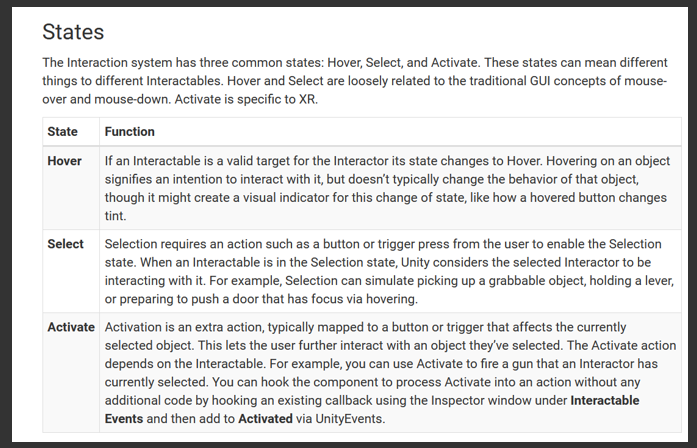 States
The Interaction system has three common states: Hover, Select, and Activate. These states can mean different
things to different Interactables. Hover and Select are loosely related to the traditional GUI concepts of mouse-
over and mouse-down. Activate is specific to XR.
State Function
Hover If an Interactable is a valid target for the Interactor its state changes to Hover. Hovering on an object
signifies an intention to interact with it, but doesn't typically change the behavior of that object,
though it might create a visual indicator for this change of state, like how a hovered button changes
tint.
Select Selection requires an action such as a button or trigger press from the user to enable the Selection
state. When an Interactable is in the Selection state, Unity considers the selected Interactor to be
interacting with it. For example, Selection can simulate picking up a grabbable object, holding a lever,
or preparing to push a door that has focus via hovering.
Activate Activation is an extra action, typically mapped to a button or trigger that affects the currently
selected object. This lets the user further interact with an object they've selected. The Activate action
depends on the Interactable. For example, you can use Activate to fire a gun that an Interactor has
currently selected. You can hook the component to process Activate into an action without any
additional code by hooking an existing callback using the Inspector window under Interactable
Events and then add to Activated via UnityEvents.